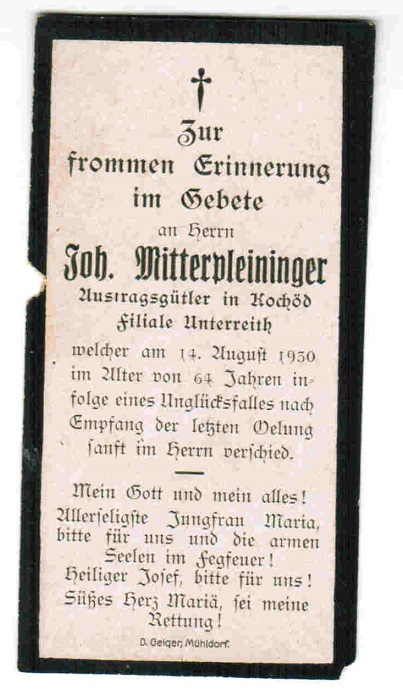 Zur
frommen Erinnerung
im Gebete
an Herrn
Joh. Mitterpleininger
Austragsgütler in Kochöd
Filiale Unterreith
welcher am 14. August 1930
im Alter von 64 Jahren in=
folge eines Unglücksfalles nach
Empfang der letzten Oelung
sanft im Herrn verschied.
Mein Gott und mein alles!
Allerseligste Jungfrau Maria,
bitte für uns und die armen
Seelen im Fegfeuer!
Heiliger Josef, bitte für uns!
Süßes Herz Mariä, sei meine
Rettung!
D. Geiger, Mühldorf.